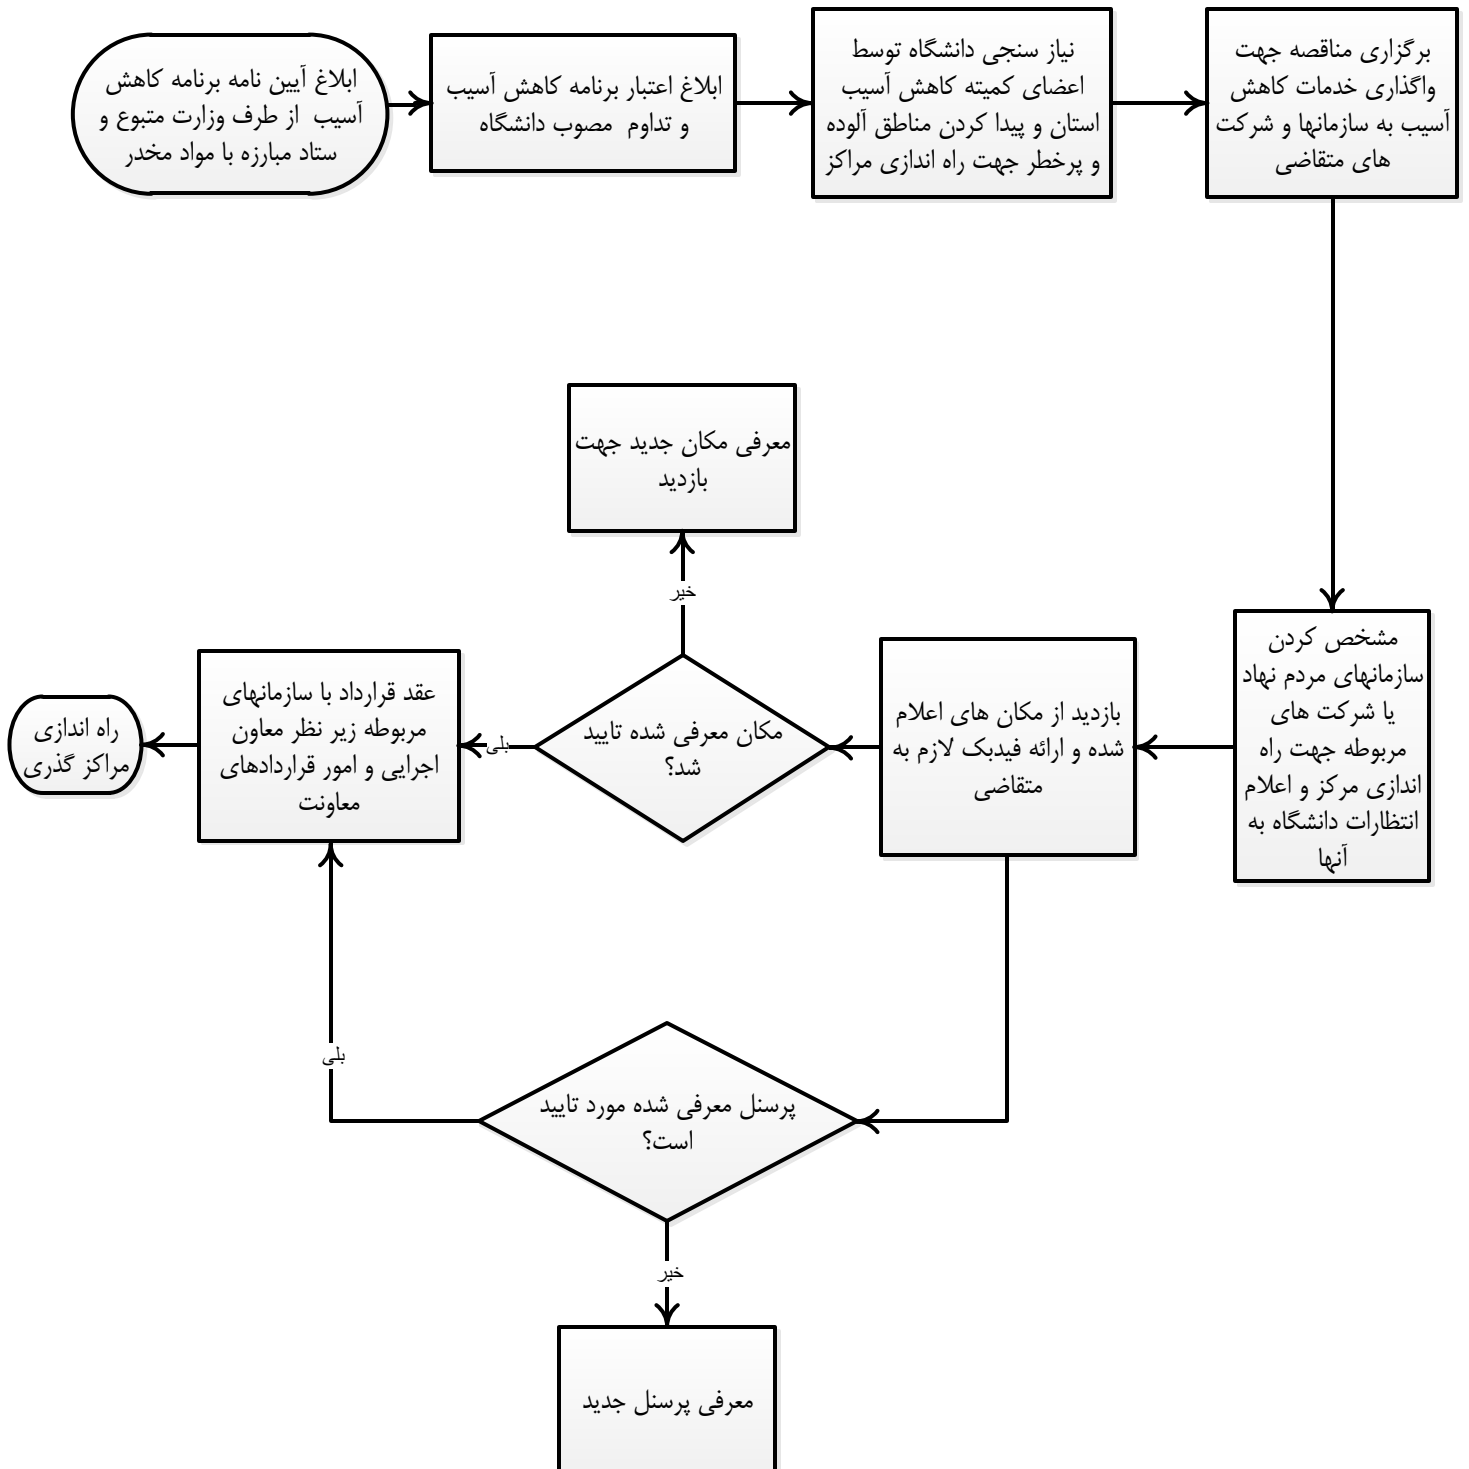 ابلاغ آیین نامه برنامه کاهش
آسیب از طرف وزارت متبوع و
ستاد مبارزه با مواد مخدر
ابلاغ اعتبار برنامه کاهش آسیب
و تداوم مصوب دانشگاه
نیاز سنجی دانشگاه توسط
اعضای کمیته کاهش آسیب
استان و پیدا کردن مناطق آلوده
و پرخطر جهت راه اندازی مراکز
برگزاری مناقصه جهت
واگذاری خدمات کاهش
آسیب به سازمانها و شرکت
های متقاضی
مشخص کردن
سازمانهای مردم نهاد
یا شرکت های
مربوطه جهت راه
اندازی مرکز و اعلام
انتظارات دانشگاه به
آنها
بازدید از مکان های اعلام
شده و ارائه فیدبک لازم به
متقاضی
مکان معرفی شده تایید
شد؟
خیر
معرفی مکان جدید جهت
بازدید
بلی
عقد قرارداد با سازمانهای
مربوطه زیر نظر معاون
اجرایی و امور قراردادهای
معاونت
راه اندازی
مراکز گذری
پرسنل معرفی شده مورد تایید
است؟
بلی
خیر
معرفی پرسنل جدید